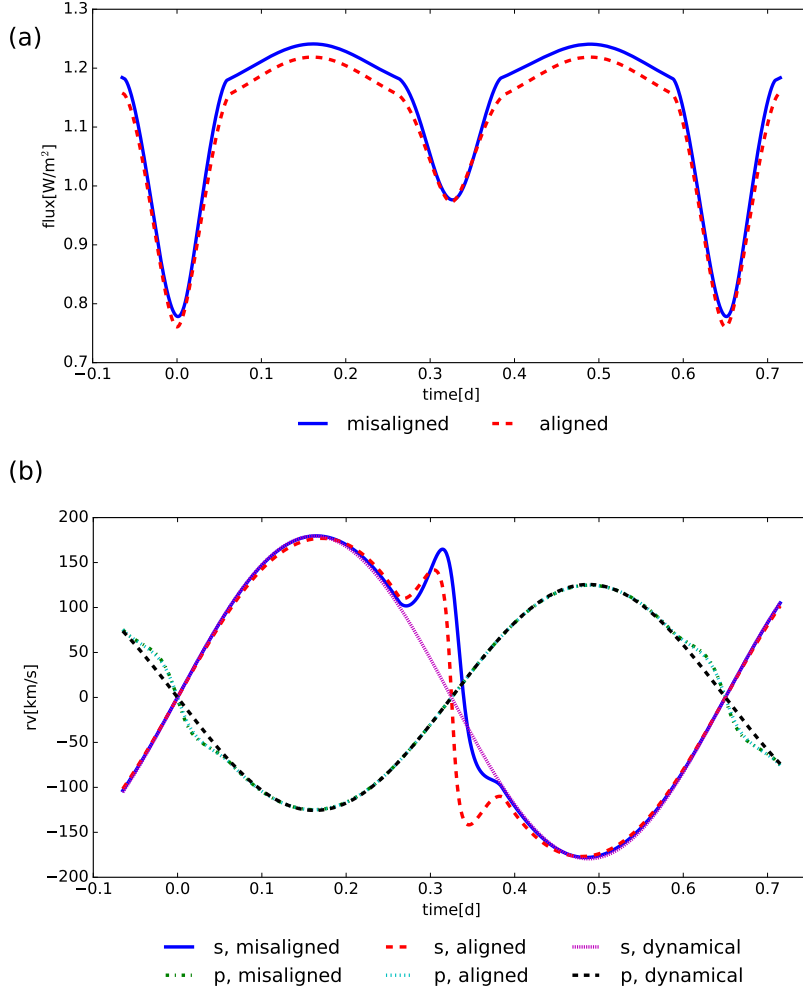 (a)
1.3
1.2
1.1
1.0
0.9
0.8
0.7
flux[W/m²]
−0.1 0.0 0.1 0.2 0.3 0.4 0.5 0.6 0.7
time[d]
misaligned aligned
(b)
200
150
100
50
0
−50
−100
−150
−200
rv[km/s]
−0.1 0.0 0.1 0.2 0.3 0.4 0.5 0.6 0.7
time[d]
s, misaligned s, aligned s, dynamical
p, misaligned p, aligned p, dynamical